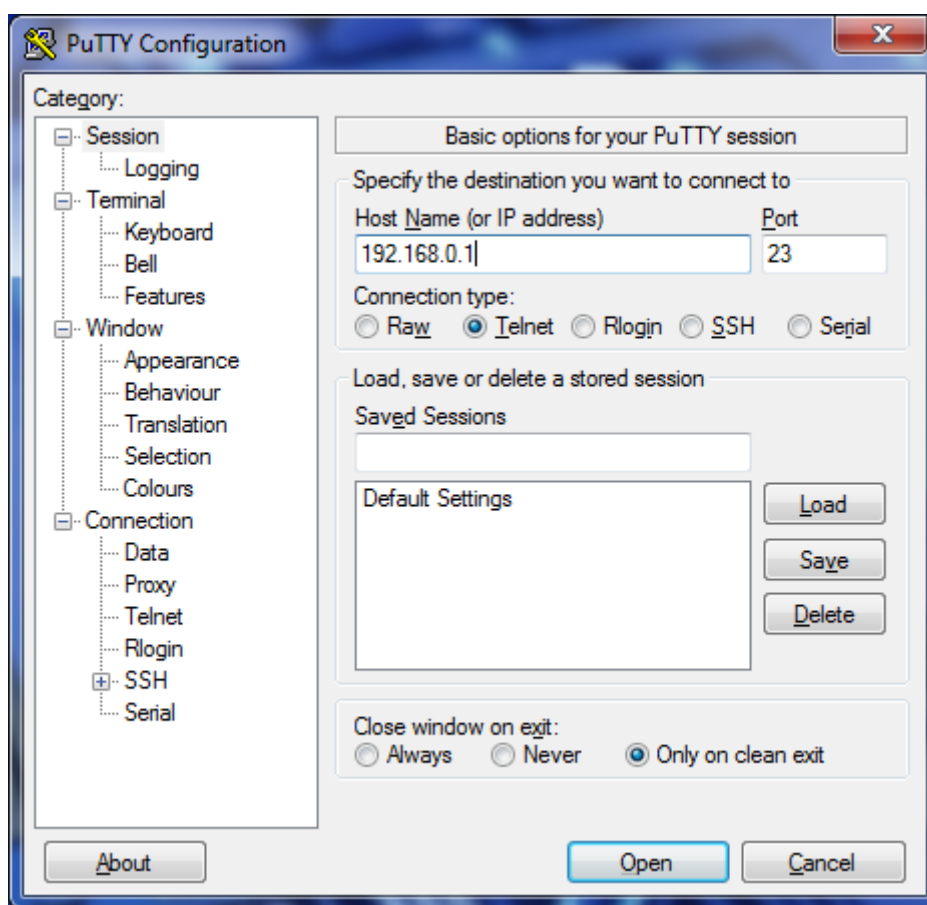 PuTTY Configuration
Category:
Session
Logging
Terminal
Keyboard
Bell
Features
Window
Appearance
Behaviour
Translation
Selection
Colours
Connection
Data
Proxy
Telnet
Rlogin
SSH
Serial
Basic options for your PuTTY session
Specify the destination you want to connect to
Host Name (or IP address) Port
192.168.0.1 23
Connection type:
Raw Telnet Rlogin SSH Serial
Load, save or delete a stored session
Saved Sessions
Default Settings
Load
Save
Delete
Close window on exit:
Always Never Only on clean exit
About Open Cancel